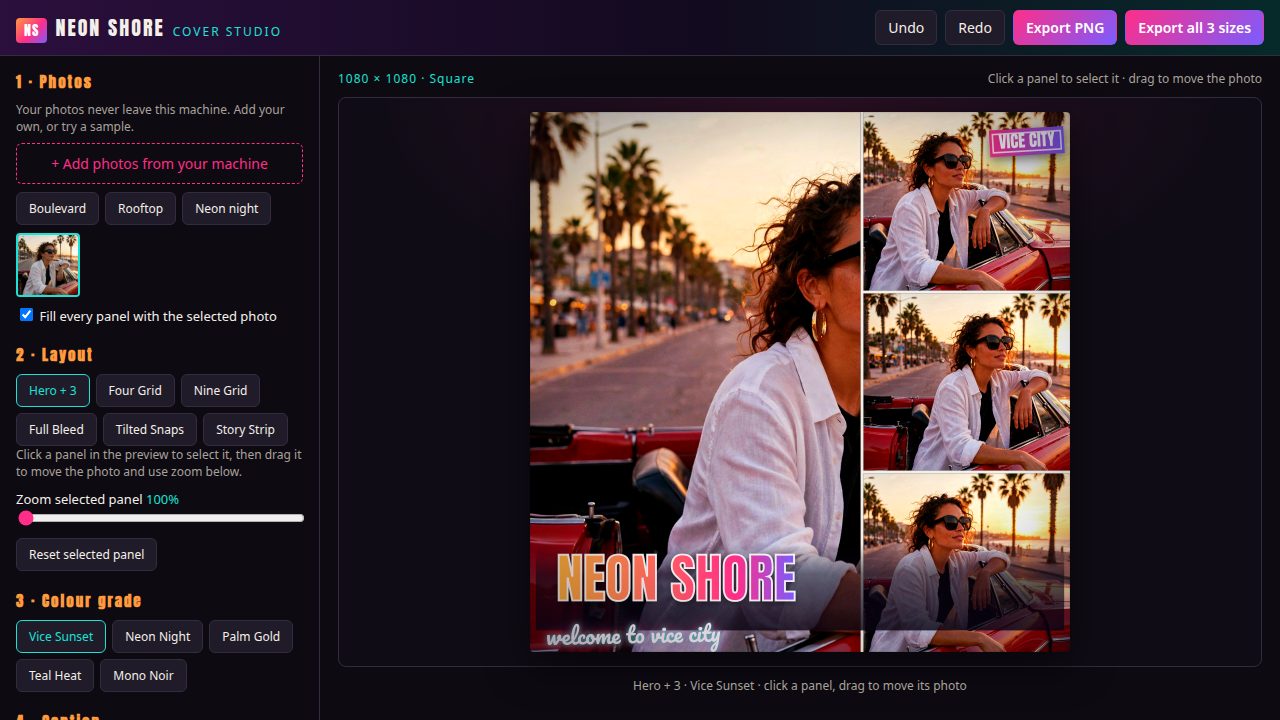 NS NEON SHORE COVER STUDIO
Undo Redo Export PNG Export all 3 sizes
1 · Photos
Your photos never leave this machine. Add your
own, or try a sample.
+ Add photos from your machine
Boulevard Rooftop Neon night
Fill every panel with the selected photo
2 · Layout
Hero + 3 Four Grid Nine Grid
Full Bleed Tilted Snaps Story Strip
Click a panel in the preview to select it, then drag it
to move the photo and use zoom below.
Zoom selected panel 100%
Reset selected panel
3 · Colour grade
Vice Sunset Neon Night Palm Gold
Teal Heat Mono Noir
4 · Caption
1080 × 1080 · Square
Click a panel to select it · drag to move the photo
VICE CITY
NEON SHORE
welcome to vice city
Hero + 3 · Vice Sunset · click a panel, drag to move its photo